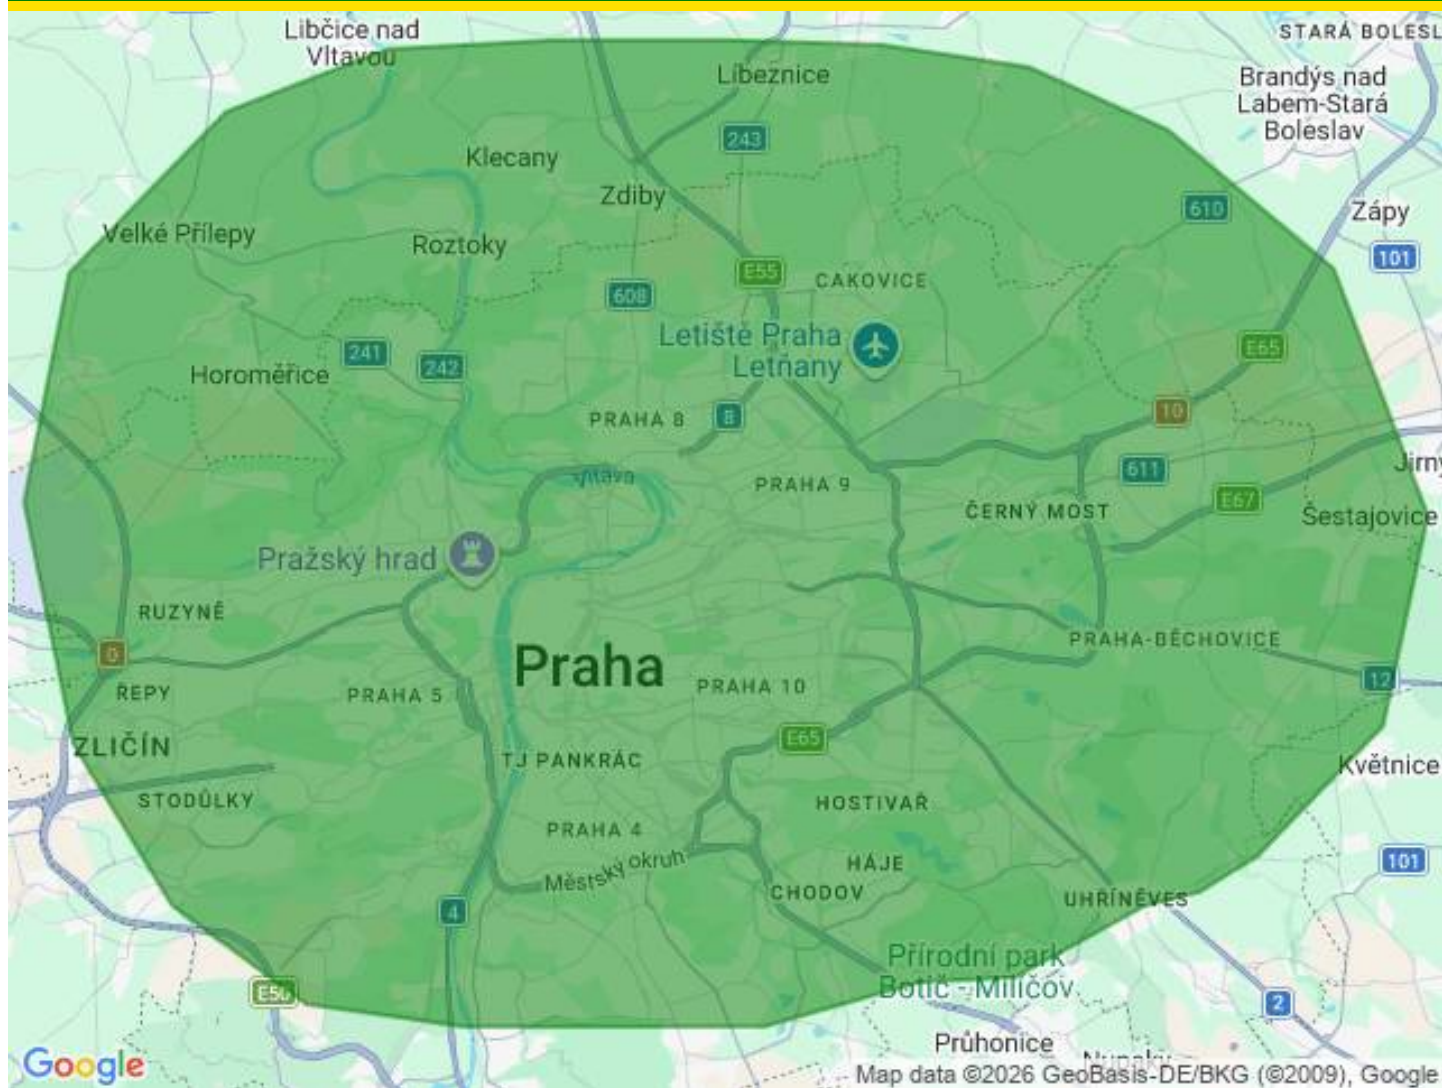 Libčice nad
Vltavou
STARÁ BOLESL
Líbeznice
Brandýs nad
Labem-Stará
Boleslav
243
Klecany
Zdiby
610
Zápy
Velké Přílepy
Roztoky
101
E55
ČAKOVICE
608
Letiště Praha
Letňany
241
242
E65
Horoměřice
10
PRAHA 8
8
Jirny
Vltava
PRAHA 9
611
E67
ČERNÝ MOST
Šestajovice
Pražský hrad
RUZYNĚ
0
PRAHA-BĚCHOVICE
Praha
ŘEPY
PRAHA 5
PRAHA 10
12
ZLIČÍN
E65
TJ PANKRÁC
Květnice
STODŮLKY
HOSTIVAŘ
PRAHA 4
Městský okruh
HÁJE
101
CHODOV
UHŘÍNĚVES
4
Přírodní park
Botič - Milíčov
E50
2
Průhonice
Google
Map data ©2026 GeoBasis-DE/BKG (©2009), Google